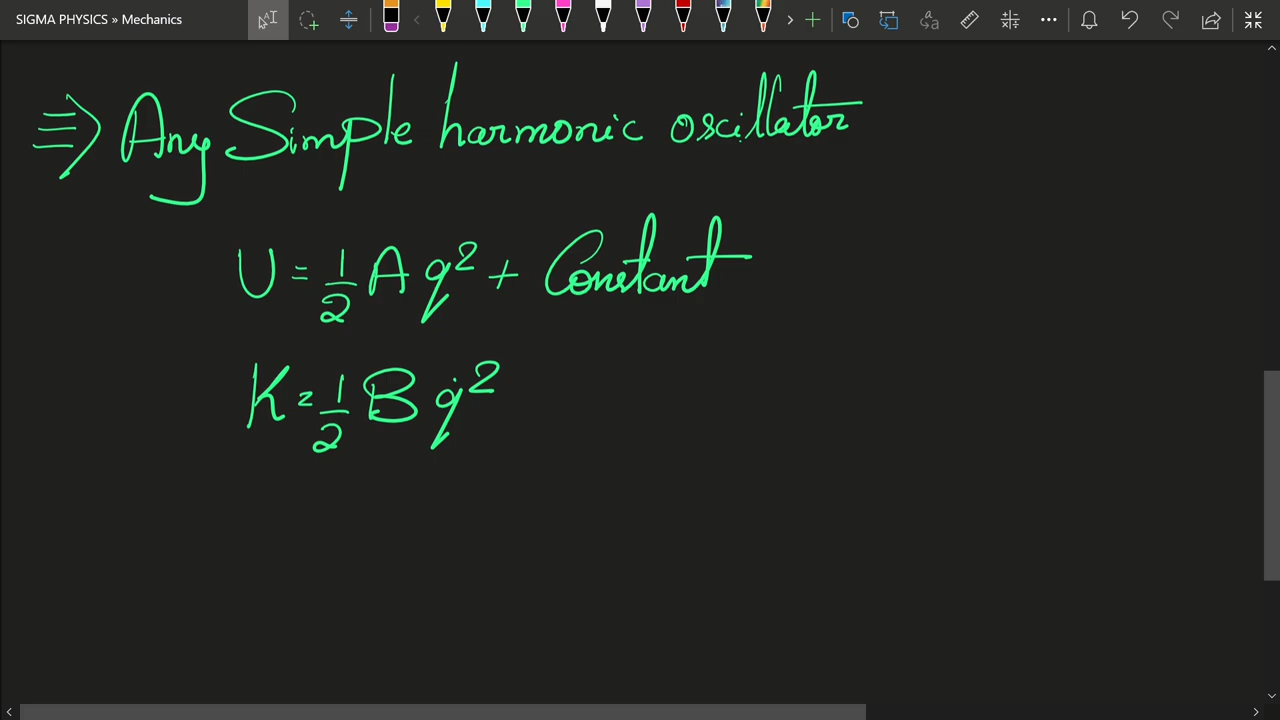 SIGMA PHYSICS » Mechanics
⇒ Any Simple harmonic oscillator
U = 1/2 A q² + Constant
K = 1/2 B q̇²